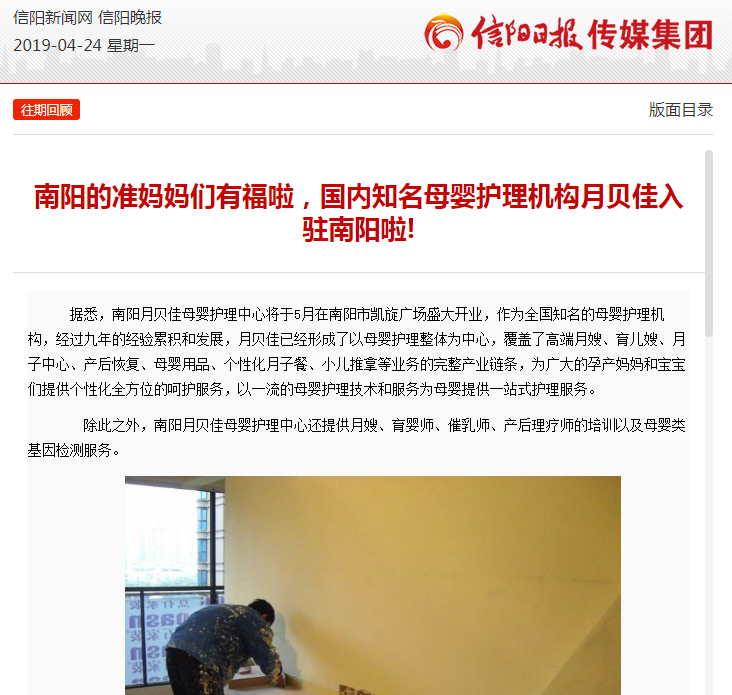 信阳新闻网 信阳晚报
2019-04-24 星期一
信阳日报传媒集团
往期回顾
版面目录
南阳的准妈妈们有福啦，国内知名母婴护理机构月贝佳入
驻南阳啦!
据悉，南阳月贝佳母婴护理中心将于5月在南阳市凯旋广场盛大开业，作为全国知名的母婴护理机
构，经过九年的经验累积和发展，月贝佳已经形成了以母婴护理整体为中心，覆盖了高端月嫂、育儿嫂、月
子中心、产后恢复、母婴用品、个性化月子餐、小儿推拿等业务的完整产业链条，为广大的孕产妈妈和宝宝
们提供个性化全方位的呵护服务，以一流的母婴护理技术和服务为母婴提供一站式护理服务。
除此之外，南阳月贝佳母婴护理中心还提供月嫂、育婴师、催乳师、产后理疗师的培训以及母婴类
基因检测服务。